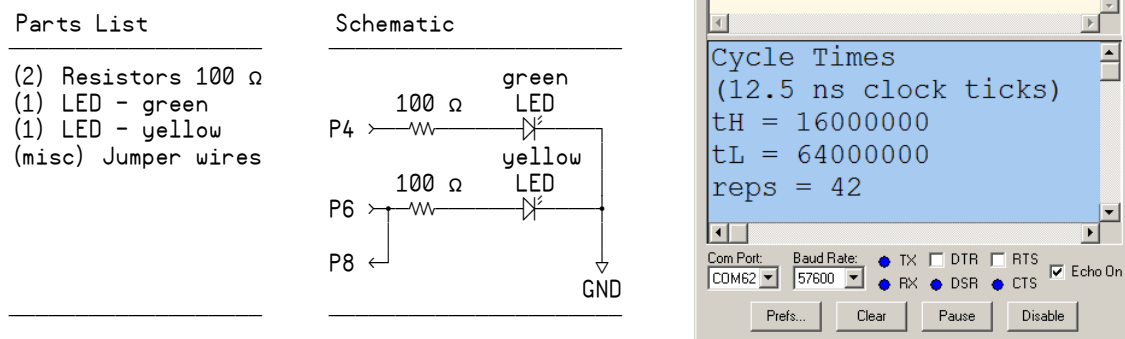 Parts List
(2) Resistors 100 Ω
(1) LED - green
(1) LED - yellow
(misc) Jumper wires
Schematic
green
LED
100 Ω
P4
yellow
LED
100 Ω
P6
P8
GND
Cycle Times
(12.5 ns clock ticks)
tH = 16000000
tL = 64000000
reps = 42
Com Port: Baud Rate: TX DTR RTS
COM62 57600 RX DSR CTS Echo On
Prefs... Clear Pause Disable